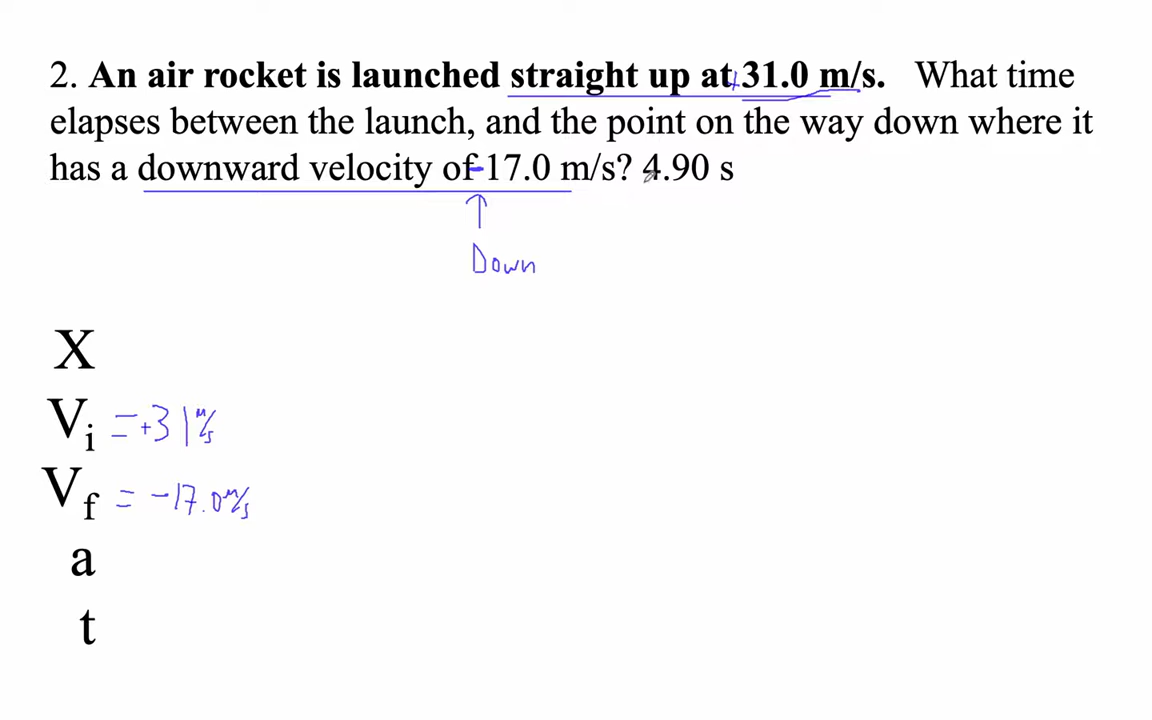 2. An air rocket is launched straight up at +31.0 m/s. What time
elapses between the launch, and the point on the way down where it
has a downward velocity of -17.0 m/s? 4.90 s
Down
X
Vi = +31 m/s
Vf = -17.0 m/s
a
t